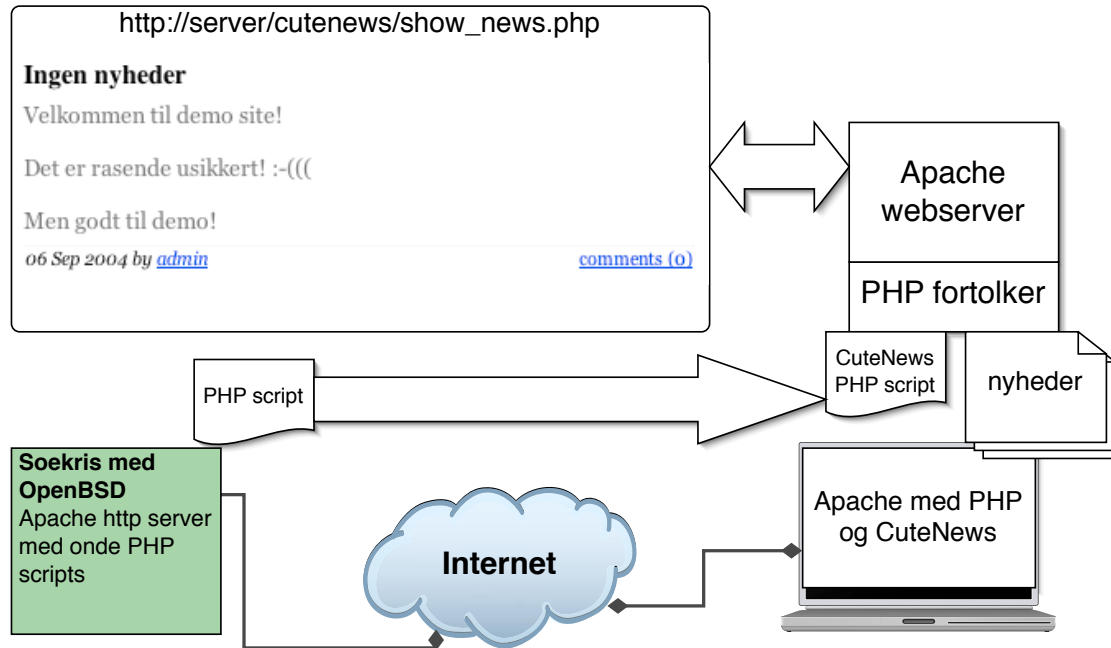 http://server/cutenews/show_news.php
Ingen nyheder
Velkommen til demo site!
Det er rasende usikkert! :-(((
Men godt til demo!
06 Sep 2004 by admin
comments (0)
Apache
webserver
PHP fortolker
CuteNews
PHP script
nyheder
PHP script
Soekris med
OpenBSD
Apache http server
med onde PHP
scripts
Internet
Apache med PHP
og CuteNews